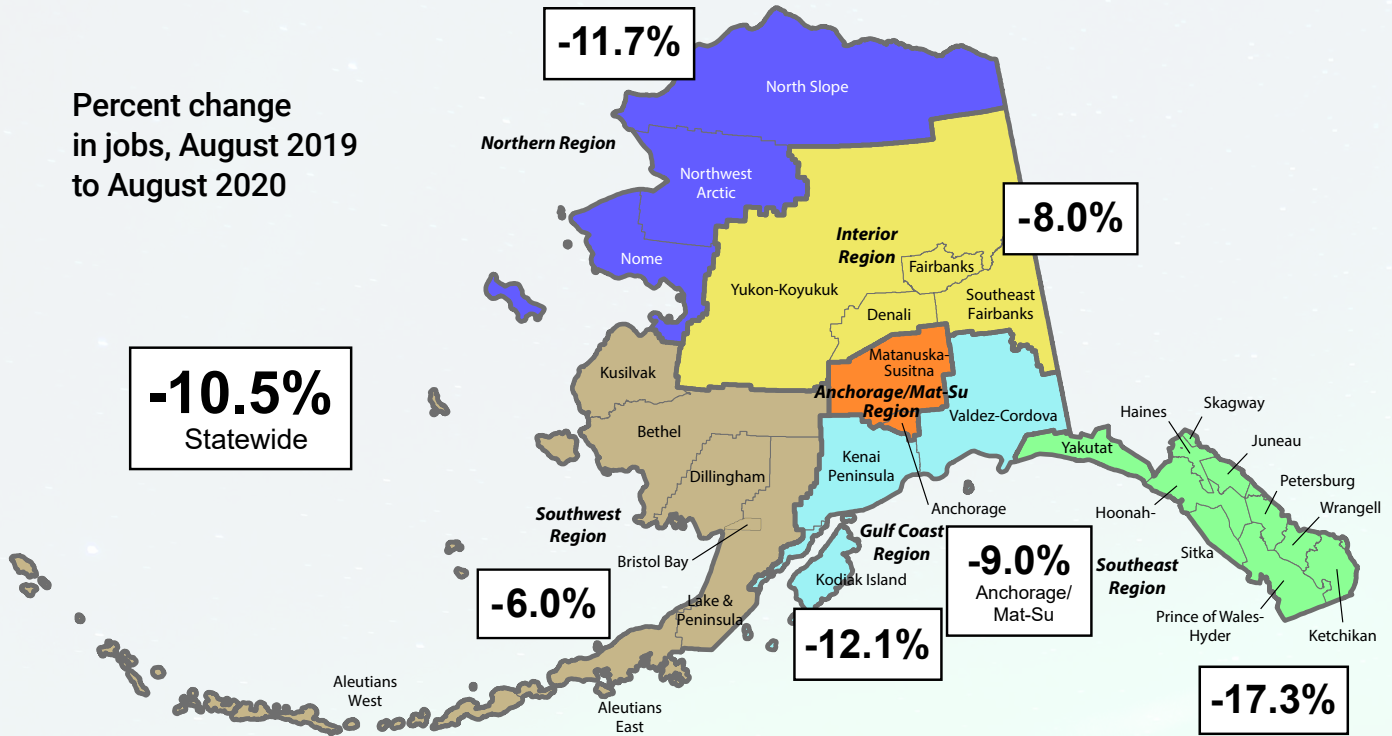 -11.7%
Percent change
in jobs, August 2019
to August 2020
North Slope
Northern Region
Northwest
Arctic
Nome
-8.0%
Interior
Region
Fairbanks
Yukon-Koyukuk
Denali
Southeast
Fairbanks
-10.5%
Statewide
Kusilvak
Matanuska-
Susitna
Anchorage/Mat-Su
Region
Valdez-Cordova
Bethel
Dillingham
Kenai
Peninsula
Anchorage
Yakutat
Haines
Skagway
Juneau
Petersburg
Wrangell
Hoonah-
Sitka
Southeast
Region
Prince of Wales-
Hyder
Ketchikan
Southwest
Region
Bristol Bay
Gulf Coast
Region
Kodiak Island
-9.0%
Anchorage/
Mat-Su
-6.0%
Lake &
Peninsula
-12.1%
-17.3%
Aleutians
West
Aleutians
East